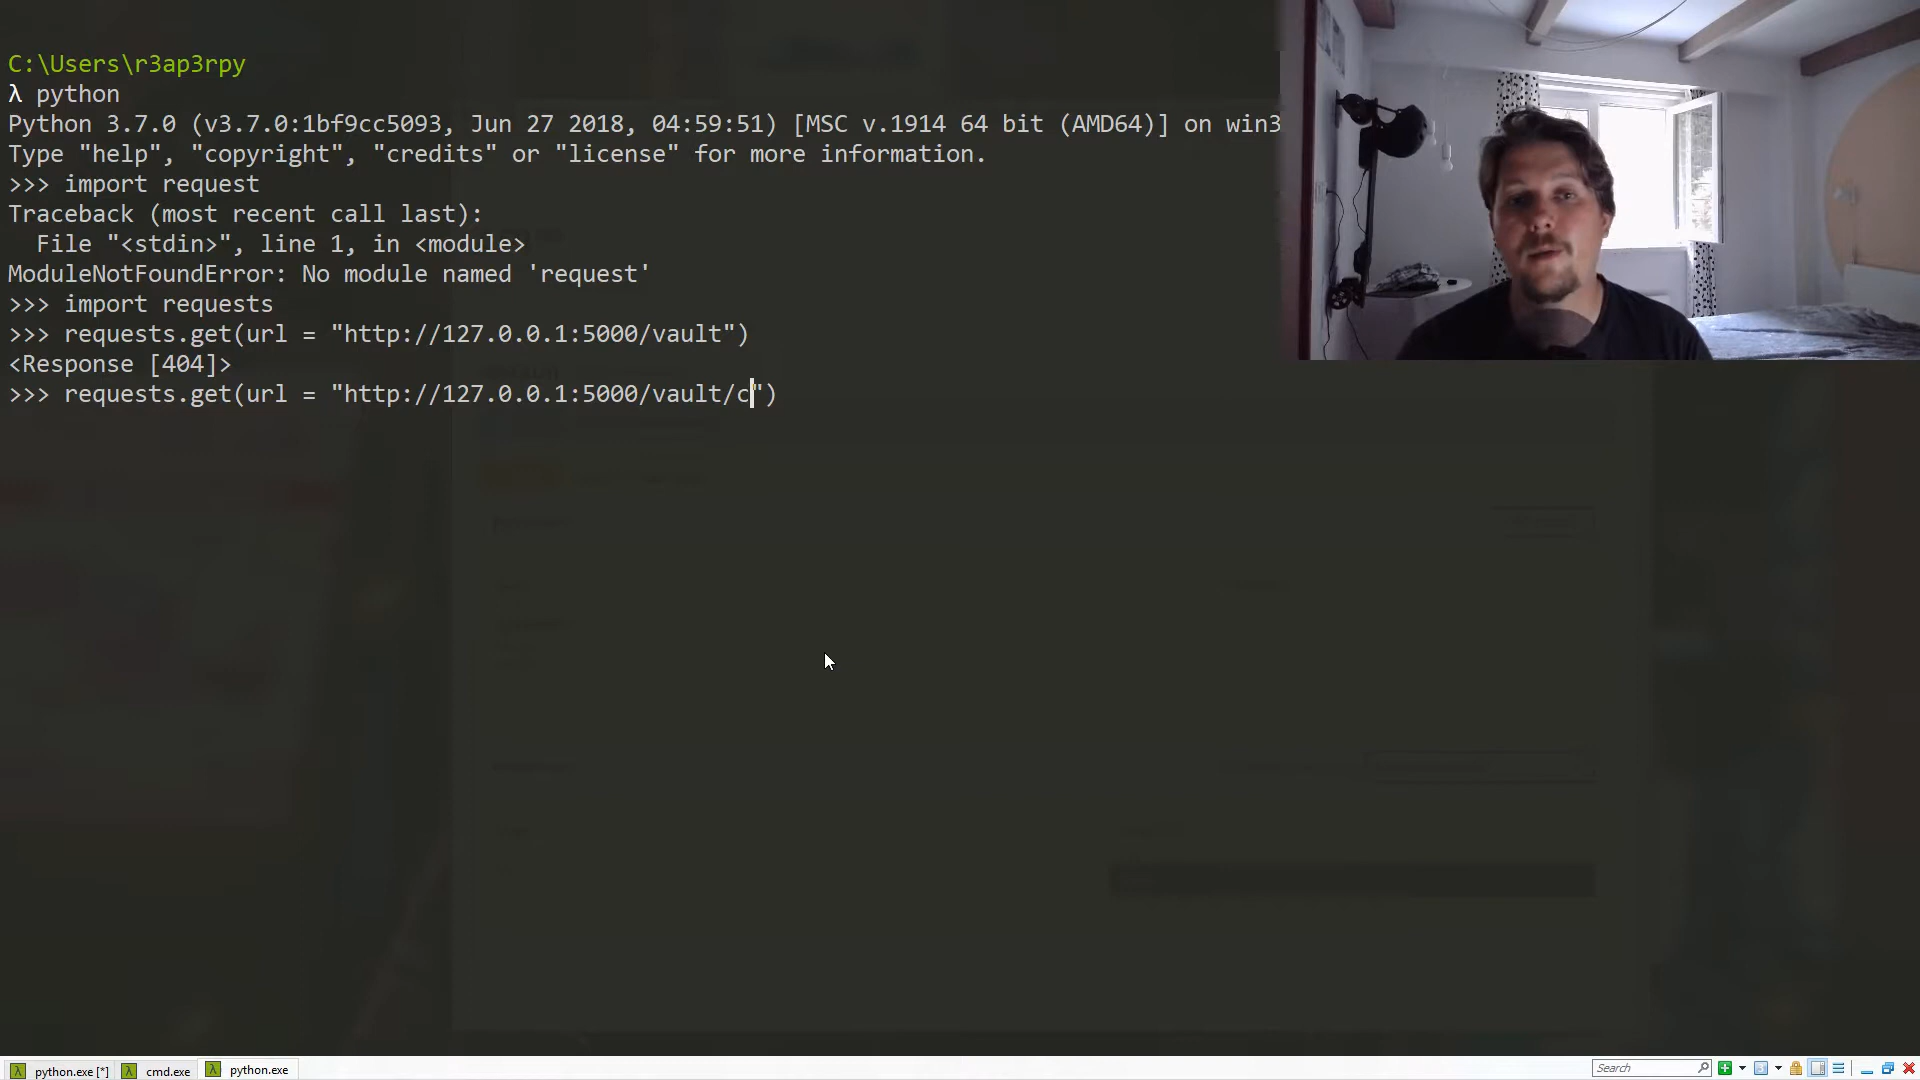 C:\Users\r3ap3rpy
λ python
Python 3.7.0 (v3.7.0:1bf9cc5093, Jun 27 2018, 04:59:51) [MSC v.1914 64 bit (AMD64)] on win3
Type "help", "copyright", "credits" or "license" for more information.
>>> import request
Traceback (most recent call last):
  File "<stdin>", line 1, in <module>
ModuleNotFoundError: No module named 'request'
>>> import requests
>>> requests.get(url = "http://127.0.0.1:5000/vault")
<Response [404]>
>>> requests.get(url = "http://127.0.0.1:5000/vault/c")
λ python.exe [*] λ cmd.exe λ python.exe Search